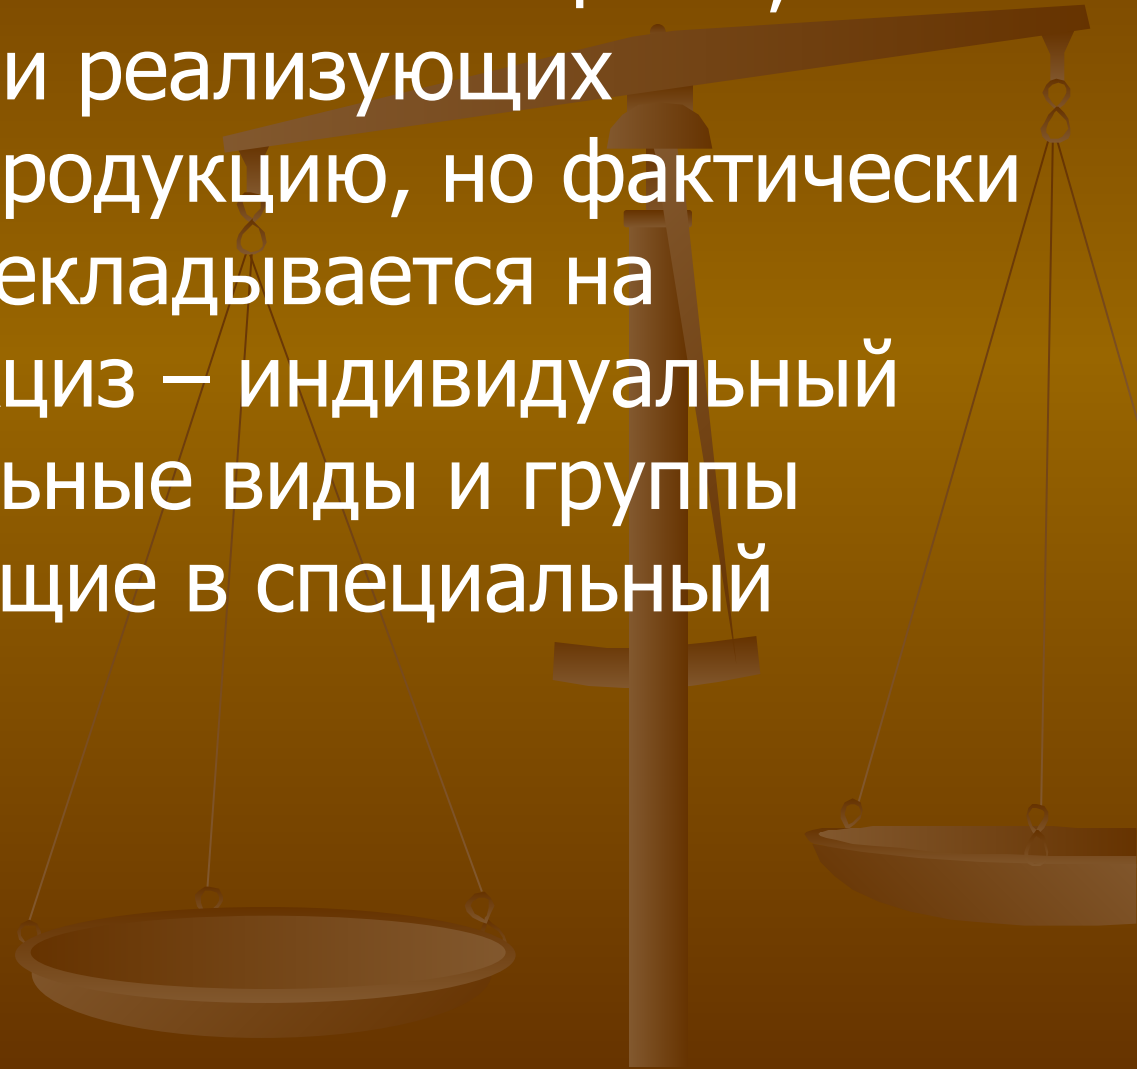 и реализующих
родукцию, но фактически
екладывается на
циз – индивидуальный
ьные виды и группы
щие в специальный